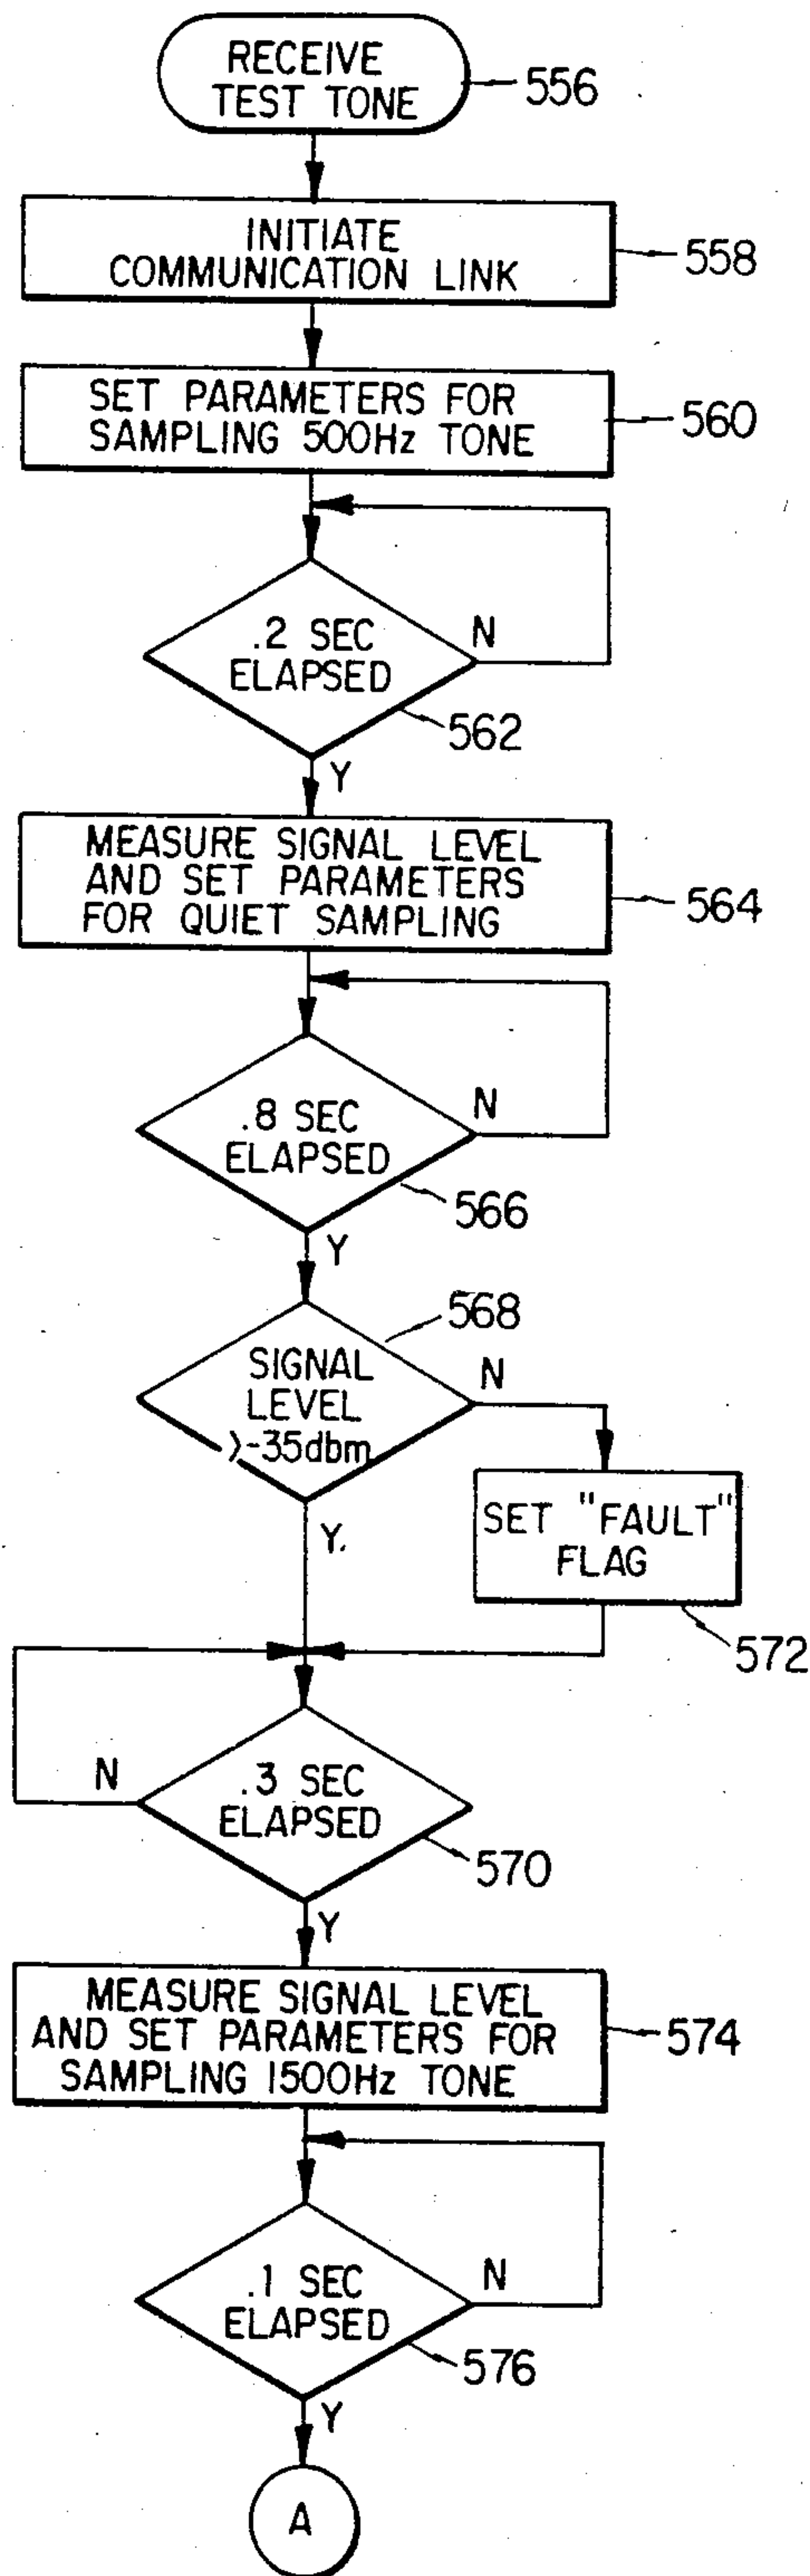 RECEIVE
TEST TONE
556
INITIATE
COMMUNICATION LINK
558
SET PARAMETERS FOR
SAMPLING 500Hz TONE
560
.2 SEC
ELAPSED
N
562
Y
MEASURE SIGNAL LEVEL
AND SET PARAMETERS
FOR QUIET SAMPLING
564
.8 SEC
ELAPSED
N
566
Y
568
SIGNAL
LEVEL
>-35dbm
N
Y.
SET "FAULT"
FLAG
572
N
.3 SEC
ELAPSED
570
Y
MEASURE SIGNAL LEVEL
AND SET PARAMETERS FOR
SAMPLING 1500Hz TONE
574
.1 SEC
ELAPSED
N
576
Y
A